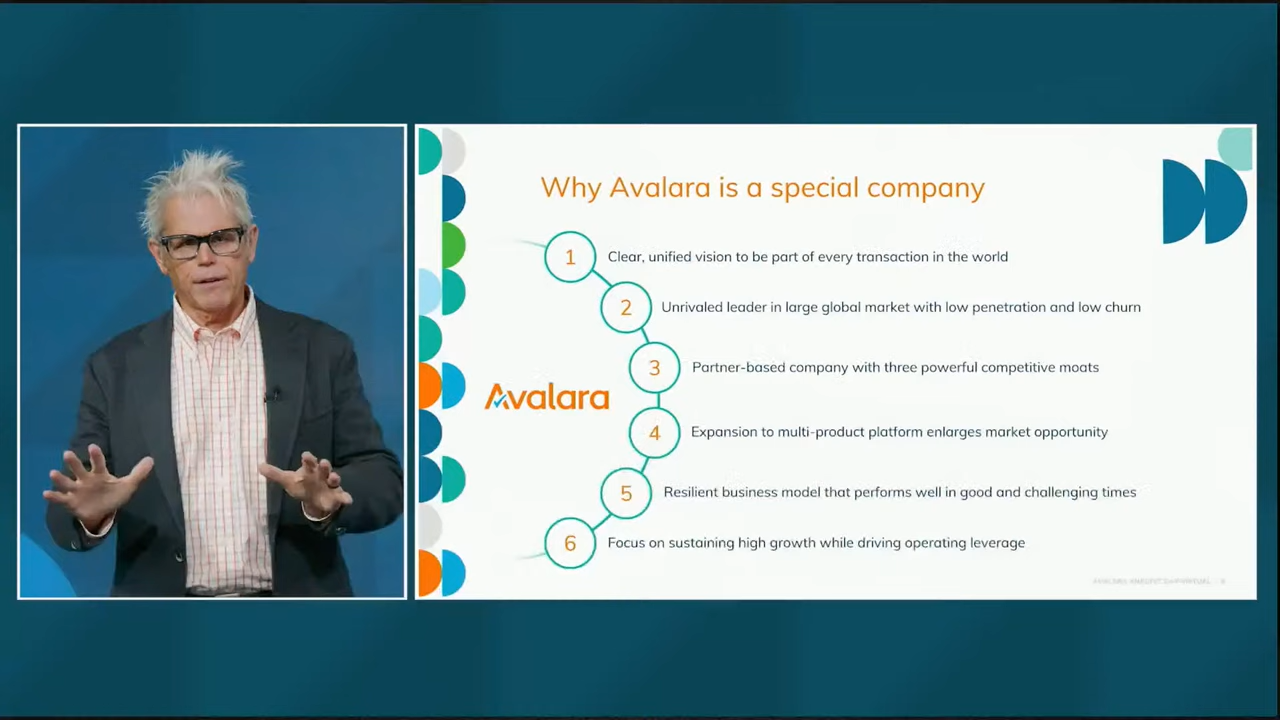 Why Avalara is a special company
1 Clear, unified vision to be part of every transaction in the world
2 Unrivaled leader in large global market with low penetration and low churn
3 Partner-based company with three powerful competitive moats
Avalara
4 Expansion to multi-product platform enlarges market opportunity
5 Resilient business model that performs well in good and challenging times
6 Focus on sustaining high growth while driving operating leverage